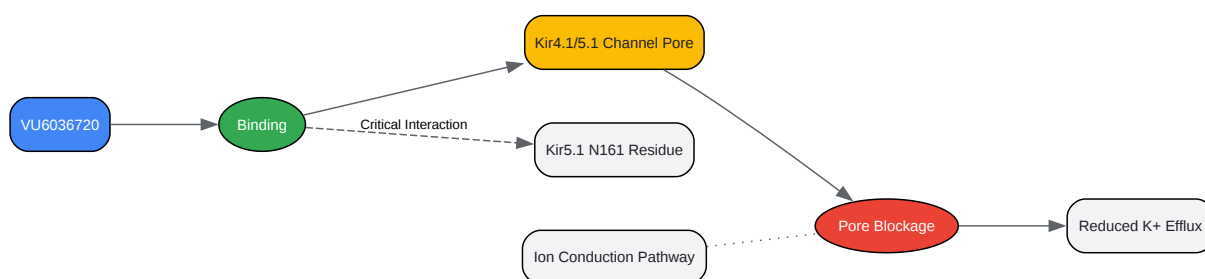 VU6036720
Binding
Kir4.1/5.1 Channel Pore
Critical Interaction
Kir5.1 N161 Residue
Ion Conduction Pathway
Pore Blockage
Reduced K+ Efflux